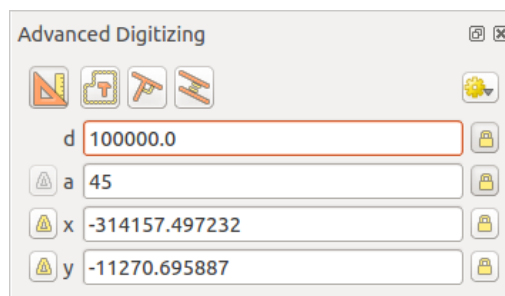 Advanced Digitizing
d 100000.0
a 45
x -314157.497232
y -11270.695887